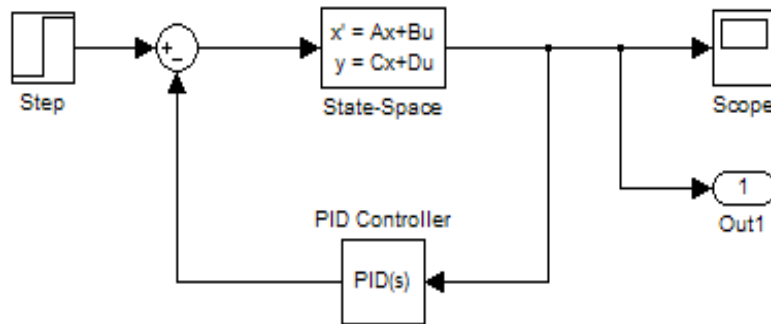 x' = Ax+Bu
y = Cx+Du
Step
State-Space
Scope
1
Out1
PID Controller
PID(s)